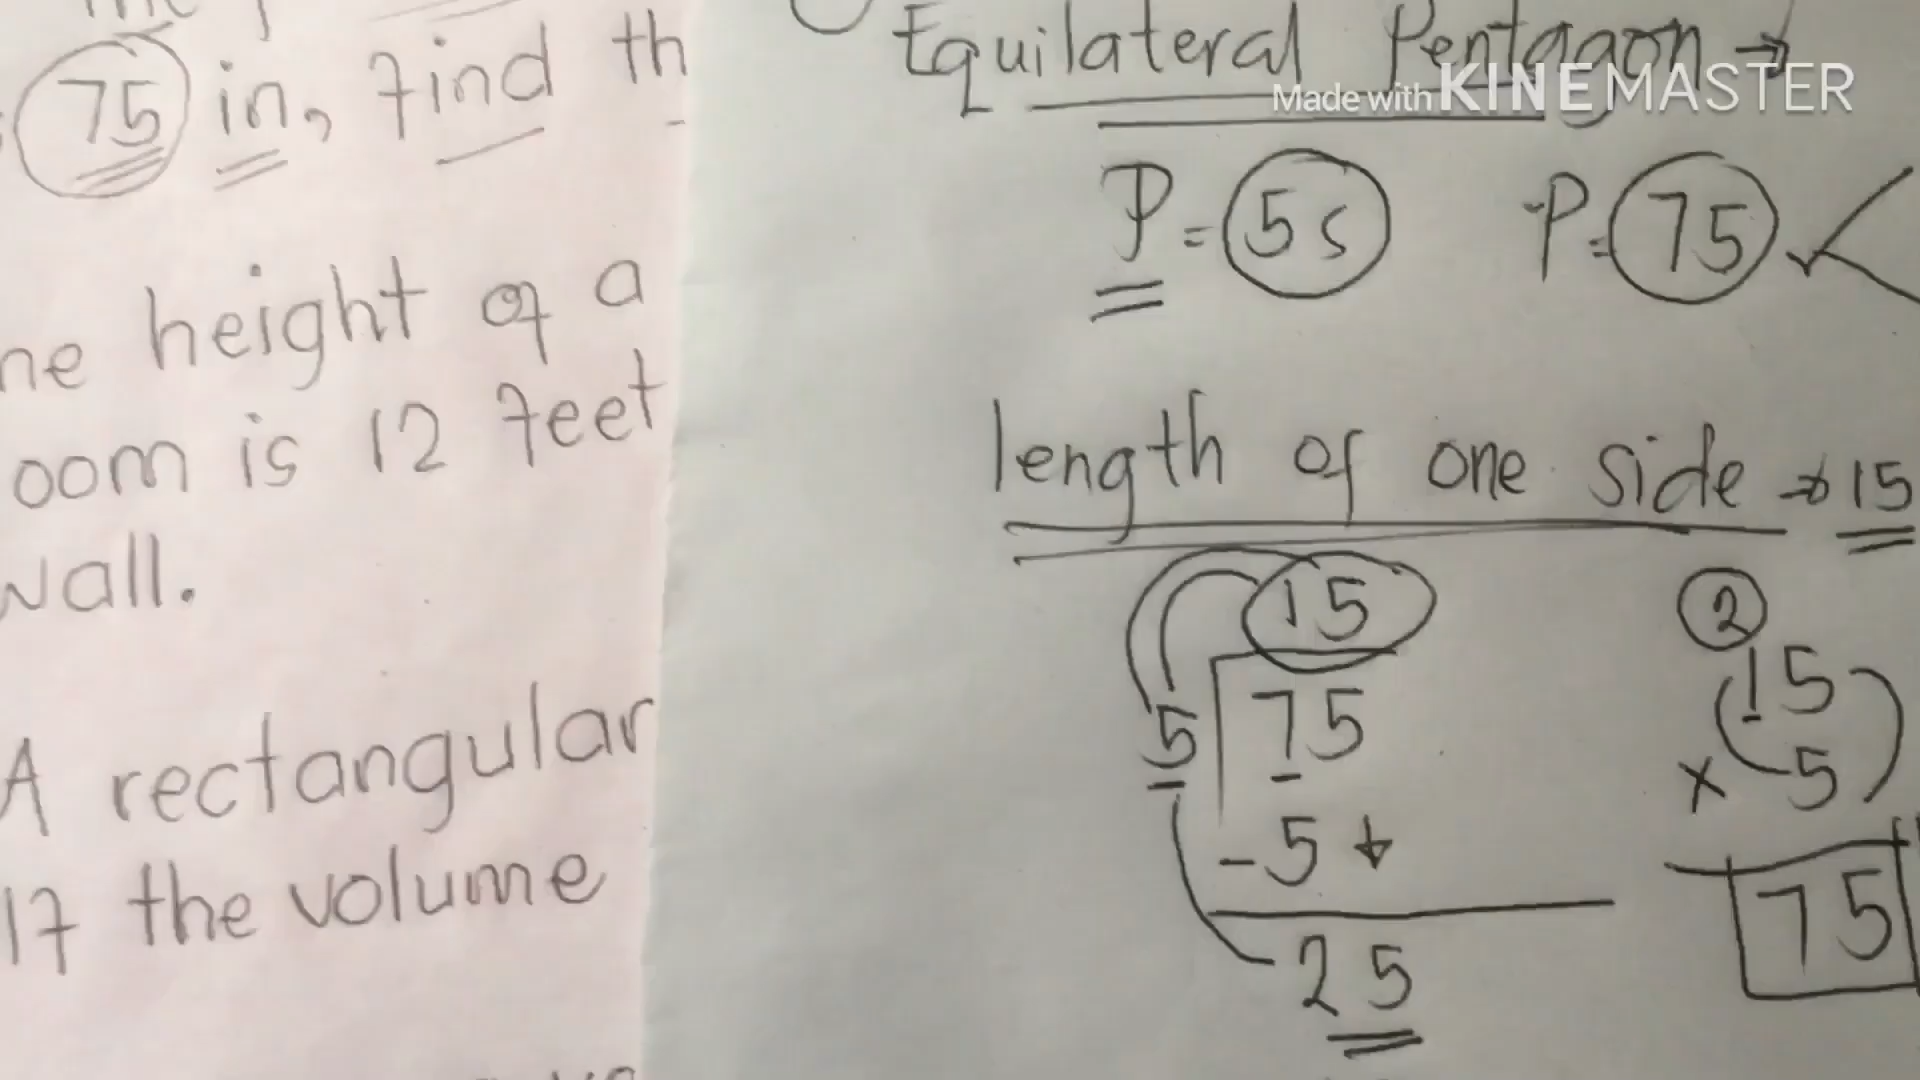 75 in, find th
ne height of a
oom is 12 feet
wall.
A rectangular
If the volume
Equilateral Pentagon →
Made with KINEMASTER
P = 5s P = 75 ✓
length of one side → 15
15
5 75
- 5 ↓
25
2
15
x 5
75